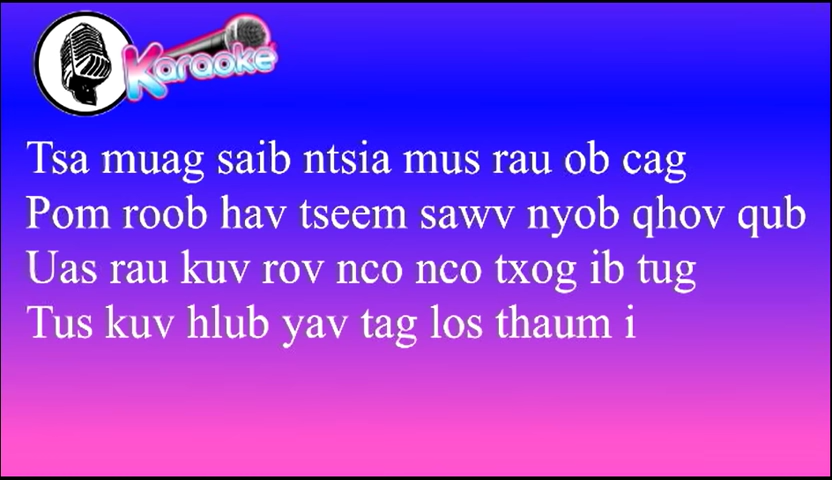 Karaoke
Tsa muag saib ntsia mus rau ob cag
Pom roob hav tseem sawv nyob qhov qub
Uas rau kuv rov nco nco txog ib tug
Tus kuv hlub yav tag los thaum i